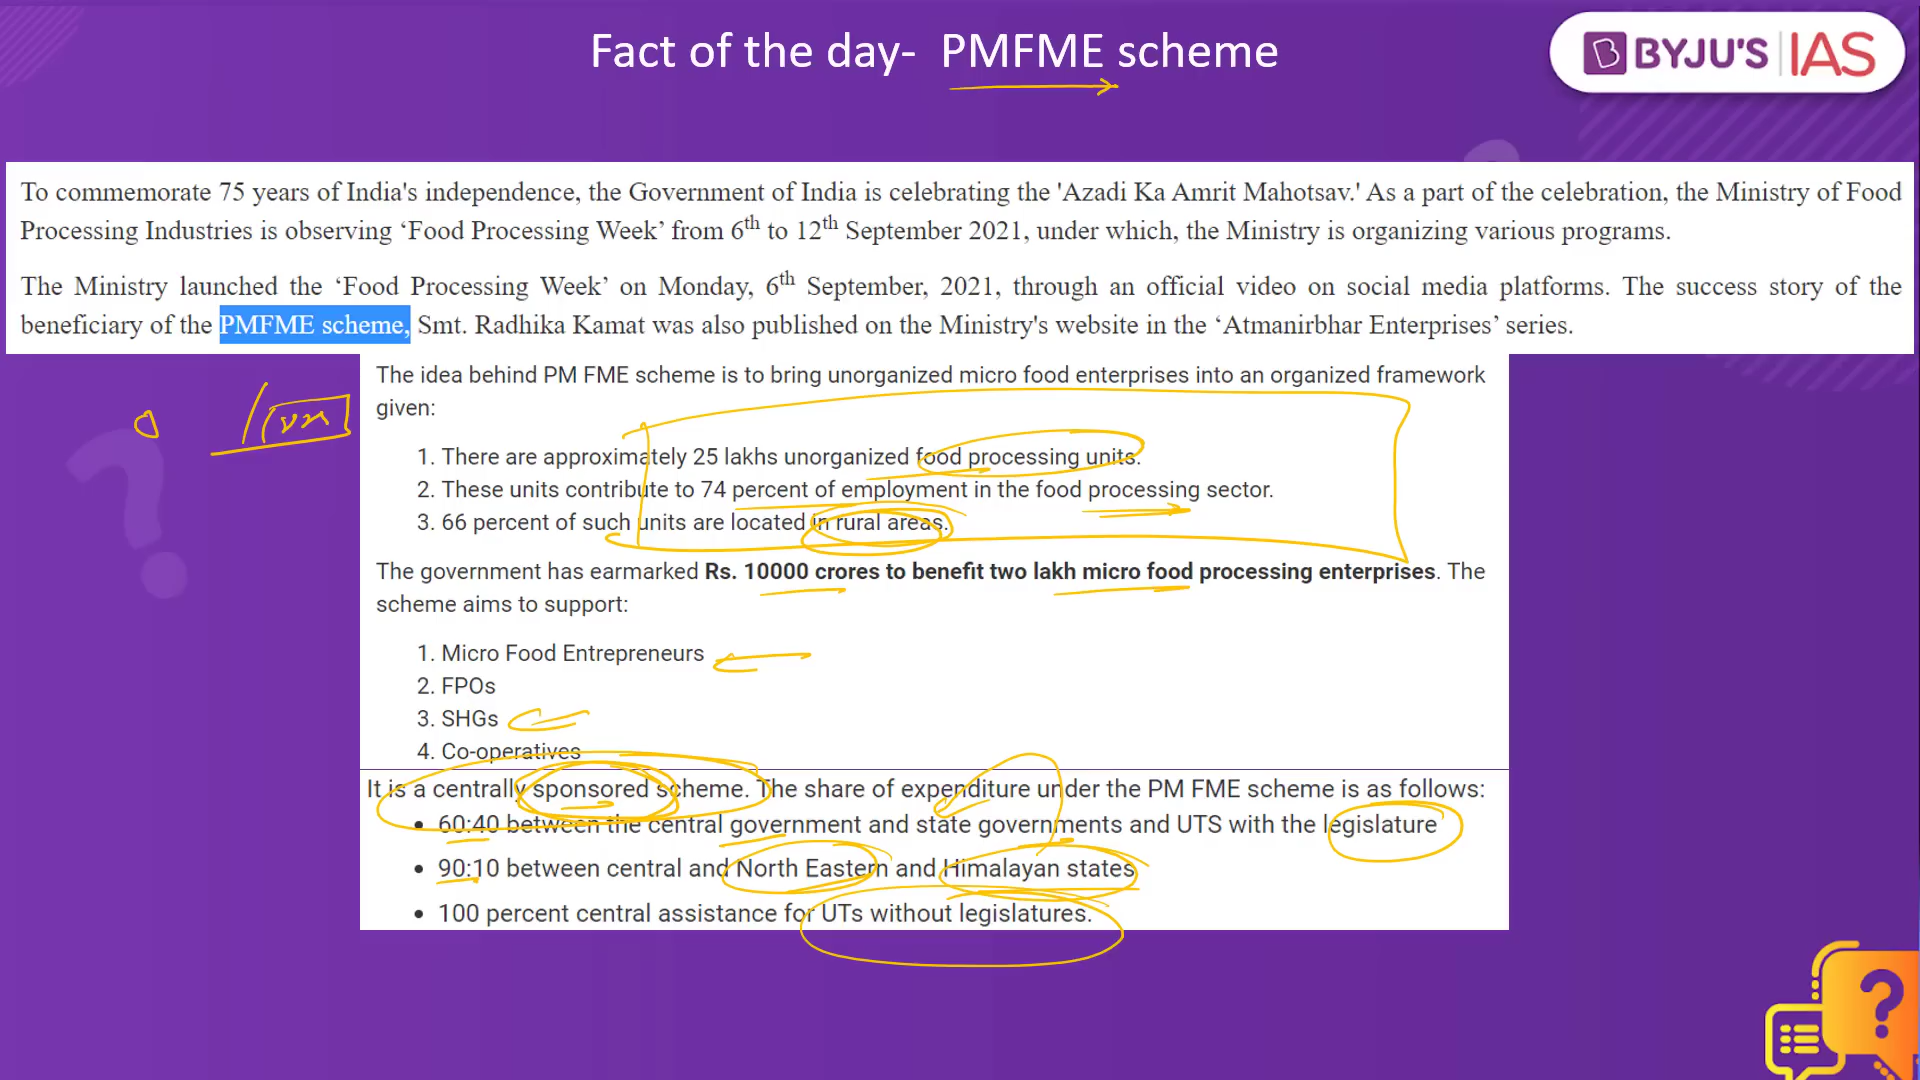 Fact of the day- PMFME scheme
BYJU'S IAS
To commemorate 75 years of India's independence, the Government of India is celebrating the 'Azadi Ka Amrit Mahotsav.' As a part of the celebration, the Ministry of Food
Processing Industries is observing ‘Food Processing Week’ from 6th to 12th September 2021, under which, the Ministry is organizing various programs.
The Ministry launched the ‘Food Processing Week’ on Monday, 6th September, 2021, through an official video on social media platforms. The success story of the
beneficiary of the PMFME scheme, Smt. Radhika Kamat was also published on the Ministry's website in the ‘Atmanirbhar Enterprises’ series.
The idea behind PM FME scheme is to bring unorganized micro food enterprises into an organized framework
given:
1. There are approximately 25 lakhs unorganized food processing units.
2. These units contribute to 74 percent of employment in the food processing sector.
3. 66 percent of such units are located in rural areas.
The government has earmarked Rs. 10000 crores to benefit two lakh micro food processing enterprises. The
scheme aims to support:
1. Micro Food Entrepreneurs
2. FPOs
3. SHGs
4. Co-operatives
It is a centrally sponsored scheme. The share of expenditure under the PM FME scheme is as follows:
• 60:40 between the central government and state governments and UTS with the legislature
• 90:10 between central and North Eastern and Himalayan states
• 100 percent central assistance for UTs without legislatures.